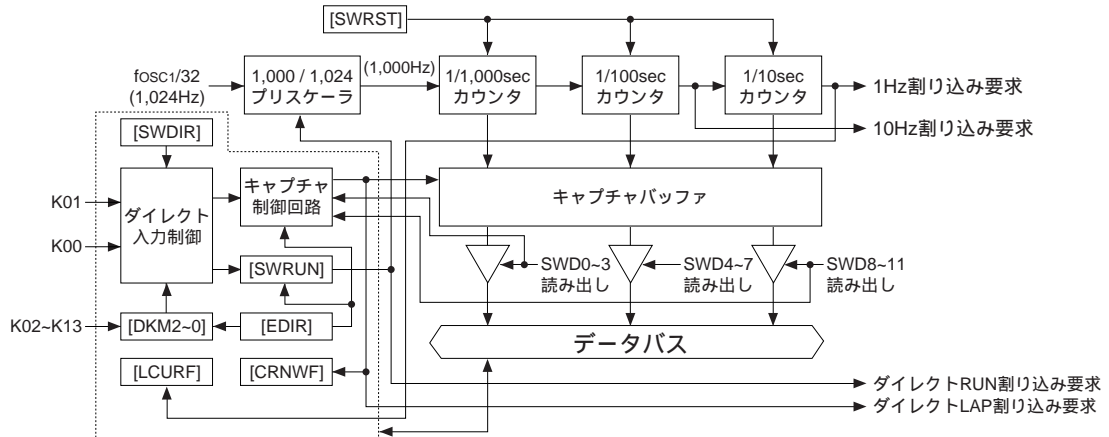 [SWRST]
fOSC1/32
(1,024Hz)
1,000 / 1,024
プリスケーラ
(1,000Hz)
1/1,000sec
カウンタ
1/100sec
カウンタ
1/10sec
カウンタ
1Hz割り込み要求
10Hz割り込み要求
[SWDIR]
K01
K00
ダイレクト
入力制御
キャプチャ
制御回路
キャプチャバッファ
[SWRUN]
SWD0~3
読み出し
SWD4~7
読み出し
SWD8~11
読み出し
K02~K13
[DKM2~0]
[EDIR]
データバス
[LCURF]
[CRNWF]
ダイレクトRUN割り込み要求
ダイレクトLAP割り込み要求